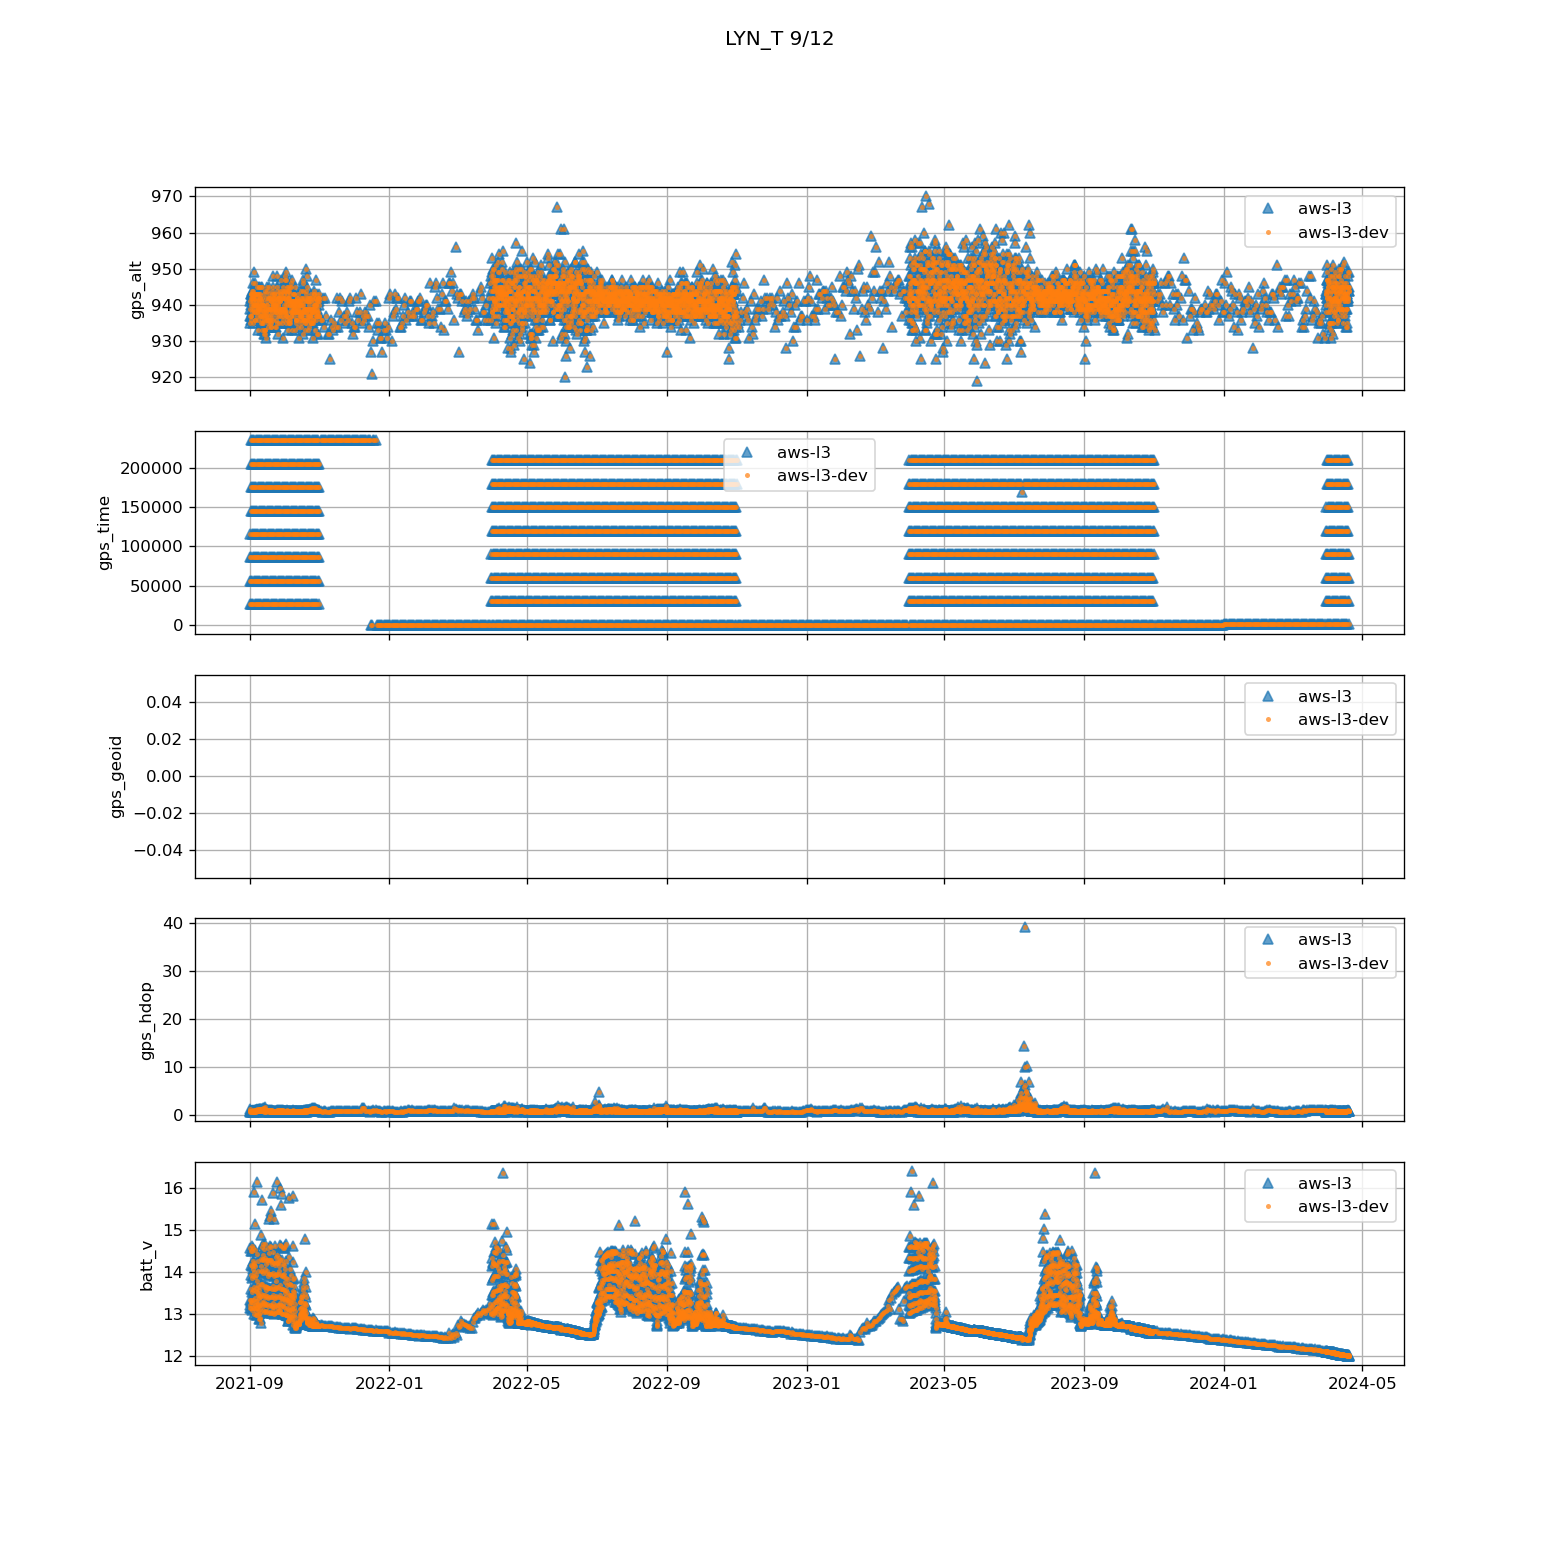 LYN_T 9/12
970
960
950
940
930
920
gps_alt
aws-l3
aws-l3-dev
200000
150000
100000
50000
0
gps_time
aws-l3
aws-l3-dev
0.04
0.02
0.00
−0.02
−0.04
gps_geoid
aws-l3
aws-l3-dev
40
30
20
10
0
gps_hdop
aws-l3
aws-l3-dev
16
15
14
13
12
batt_v
aws-l3
aws-l3-dev
2021-09 2022-01 2022-05 2022-09 2023-01 2023-05 2023-09 2024-01 2024-05